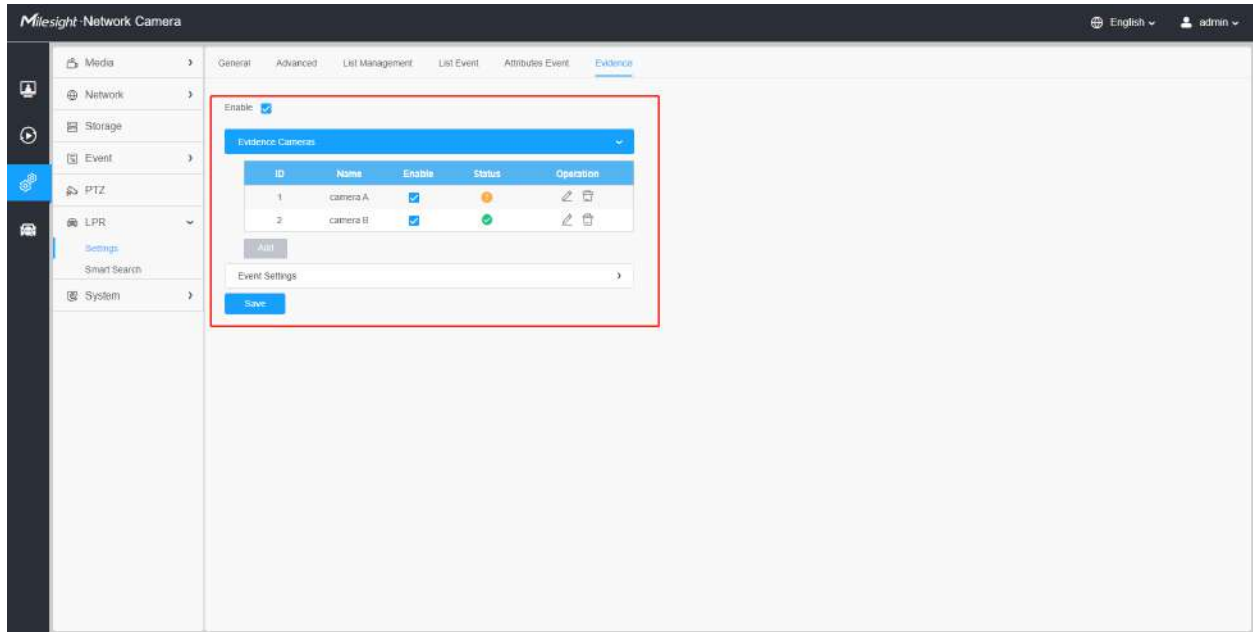 Milesight-Network Camera
English
admin
Media
General
Advanced
List Management
List Event
Attributes Event
Evidence
Network
Enable
Storage
Evidence Cameras
Event
ID
Name
Enable
Status
Operation
PTZ
1
camera A
2
camera B
LPR
Settings
Add
Smart Search
Event Settings
System
Save